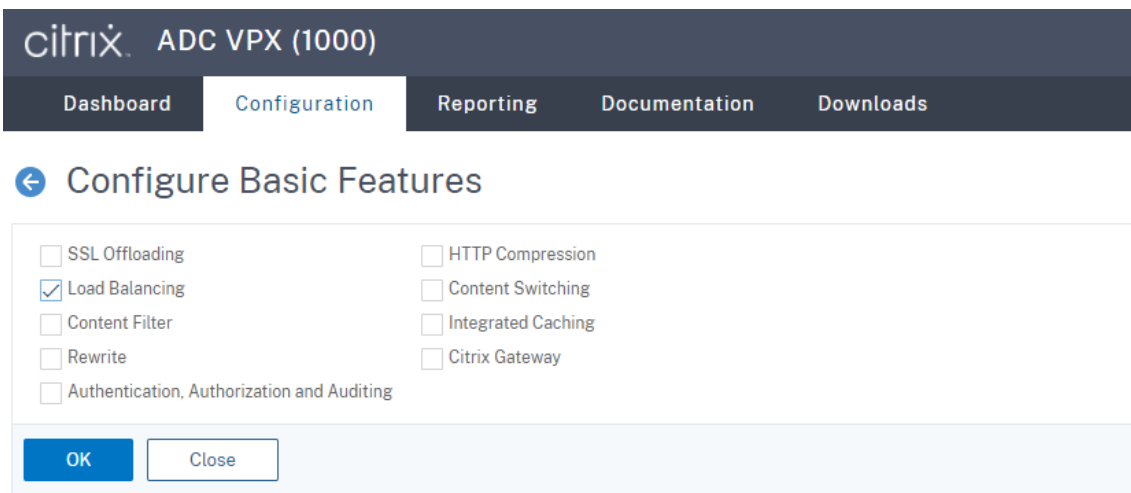 citrix. ADC VPX (1000)
Dashboard Configuration Reporting Documentation Downloads
Configure Basic Features
SSL Offloading HTTP Compression
Load Balancing Content Switching
Content Filter Integrated Caching
Rewrite Citrix Gateway
Authentication, Authorization and Auditing
OK Close